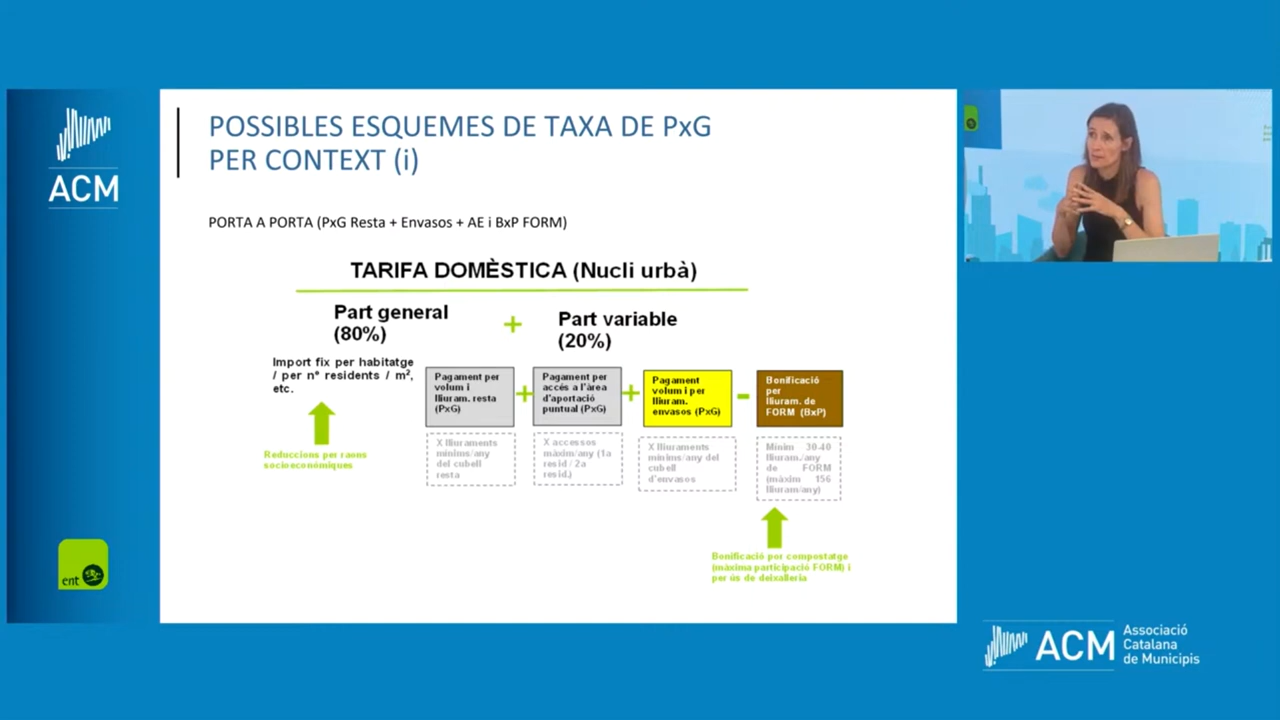 ACM
POSSIBLES ESQUEMES DE TAXA DE PxG
PER CONTEXT (i)
PORTA A PORTA (PxG Resta + Envasos + AE i BxP FORM)
TARIFA DOMÈSTICA (Nucli urbà)
Part general
(80%)
+
Part variable
(20%)
Import fix per habitatge
/ per nº residents / m²,
etc.
Reduccions per raons
socioeconòmiques
Pagament per
volum i
lliuram. resta
(PxG)
+
Pagament per
accés a l'àrea
d'aportació
puntual (PxG)
+
Pagament
volum i per
lliuram.
envasos (PxG)
-
Bonificació
per
lliuram. de
FORM (BxP)
X lliuraments
mínims/any
del cubell
resta
X accessos
màxim/any (1a
resid / 2a
resid.)
X lliuraments
mínims/any del
cubell
d'envasos
Mínim 30-40
lliuram./any
de FORM
(màxim 156
lliuram/any)
Bonificació per compostatge
(màxima participació FORM) i
per ús de deixalleria
ent
ACM
Associació
Catalana
de Municipis